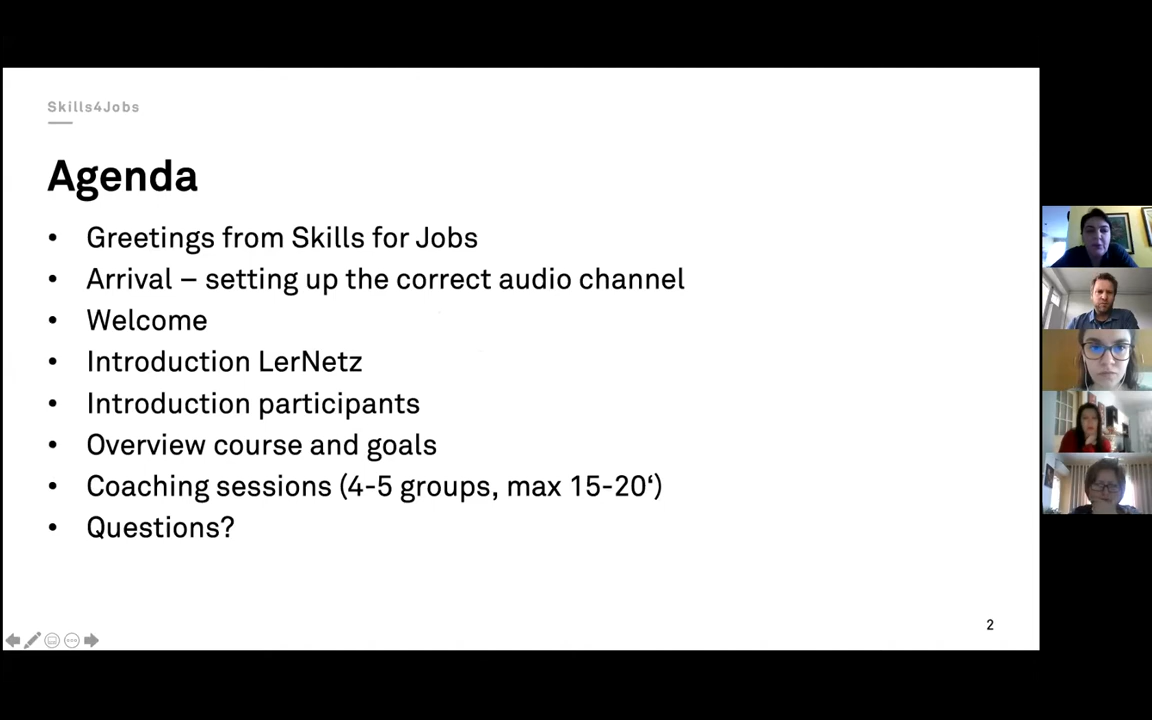 Skills4Jobs
Agenda
• Greetings from Skills for Jobs
• Arrival – setting up the correct audio channel
• Welcome
• Introduction LerNetz
• Introduction participants
• Overview course and goals
• Coaching sessions (4-5 groups, max 15-20‘)
• Questions?
2